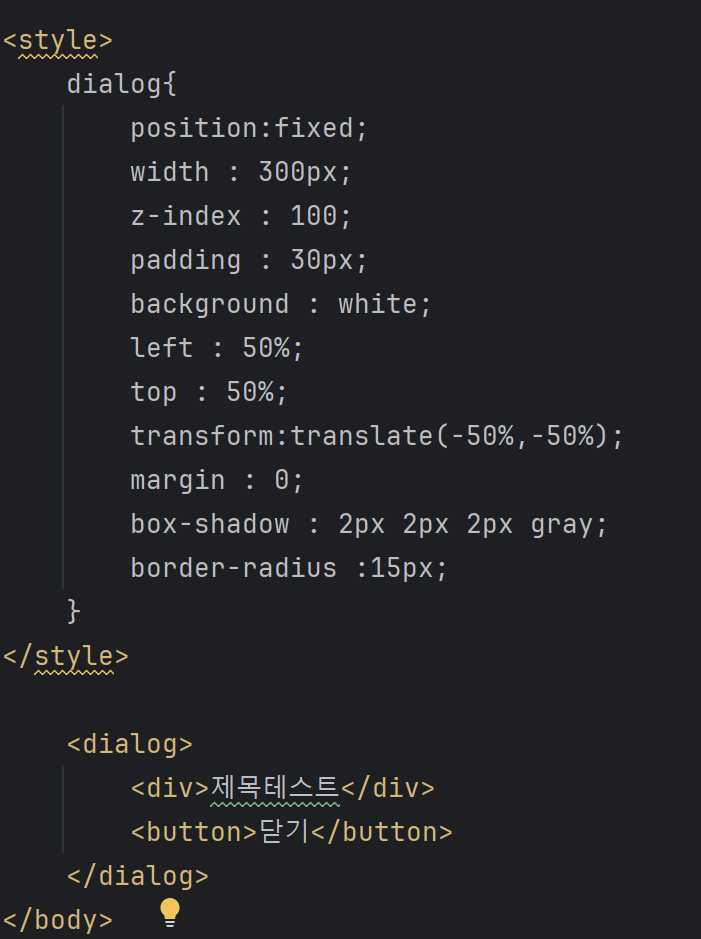 <style>
dialog{
position:fixed;
width : 300px;
z-index : 100;
padding : 30px;
background : white;
left : 50%;
top : 50%;
transform:translate(-50%,-50%);
margin : 0;
box-shadow : 2px 2px 2px gray;
border-radius :15px;
}
</style>
<dialog>
<div>제목테스트</div>
<button>닫기</button>
</dialog>
</body>